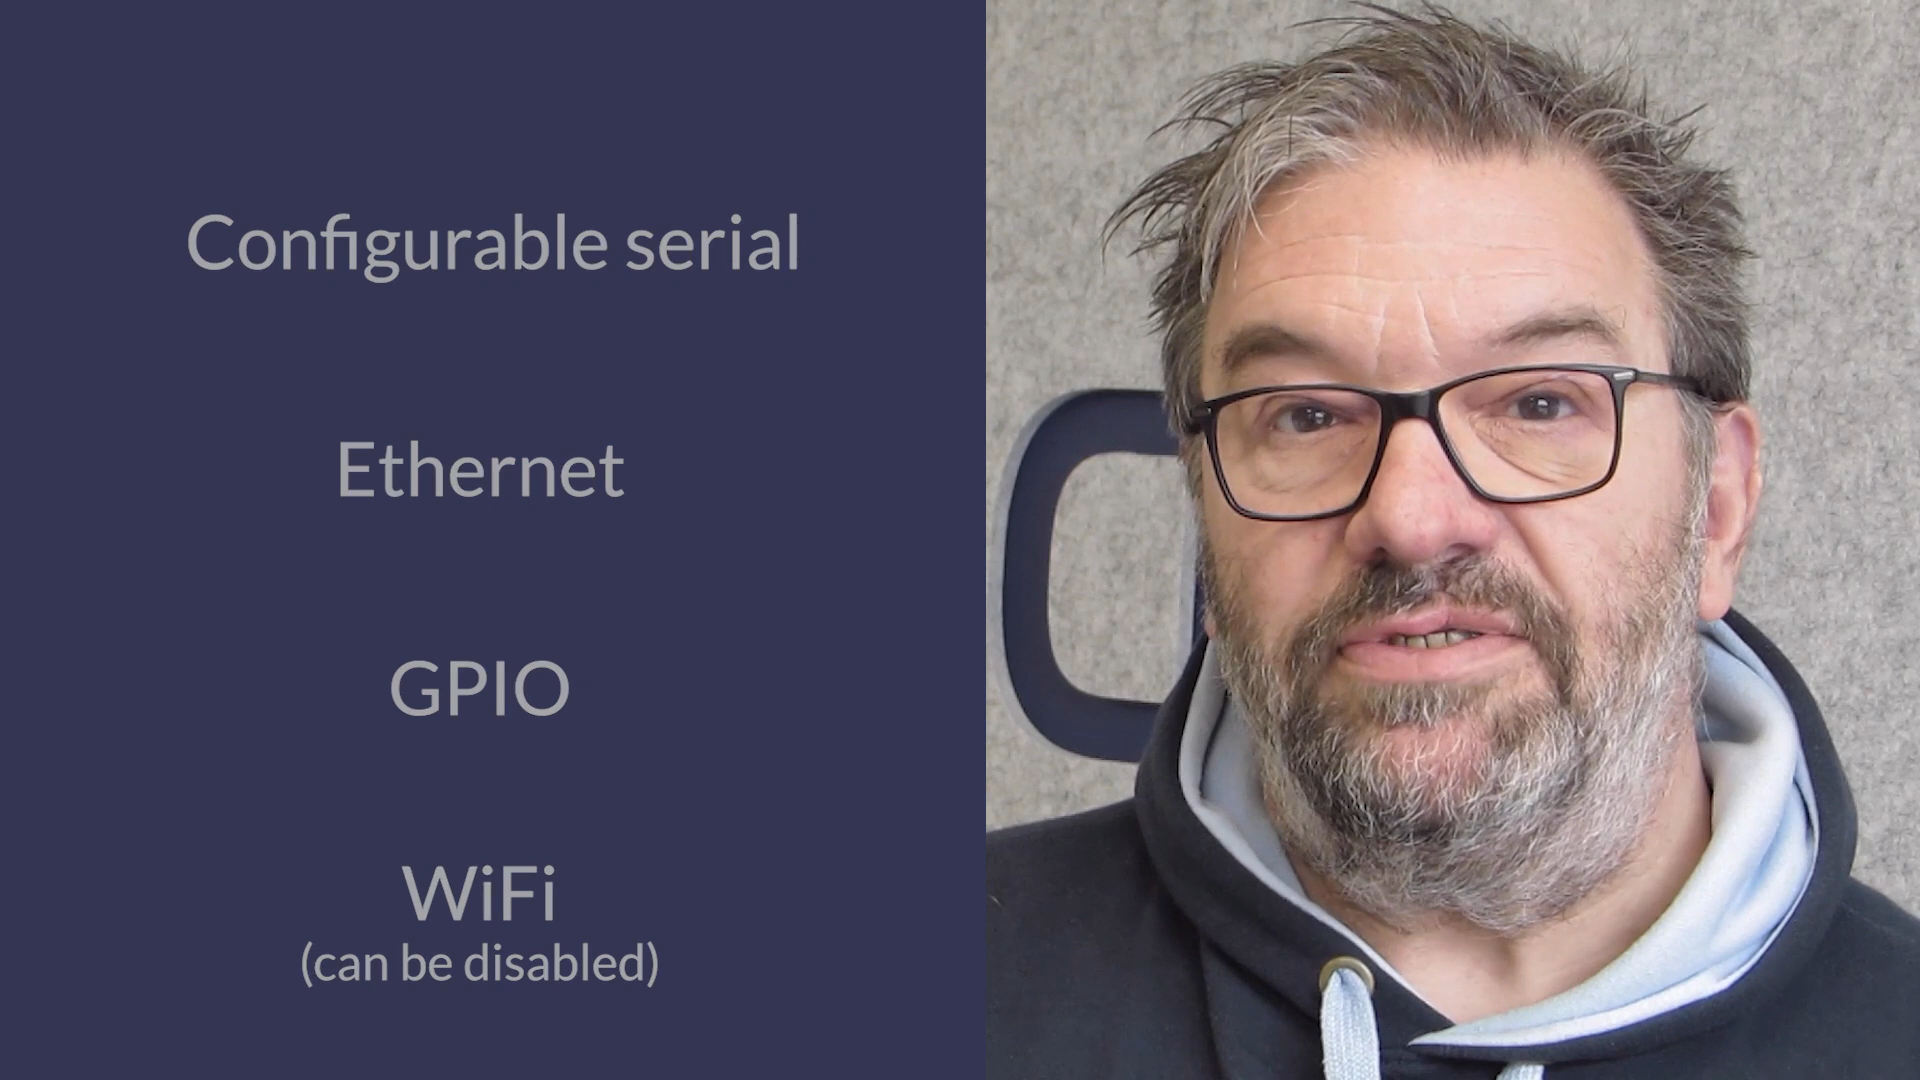 Configurable serial
Ethernet
GPIO
WiFi
(can be disabled)